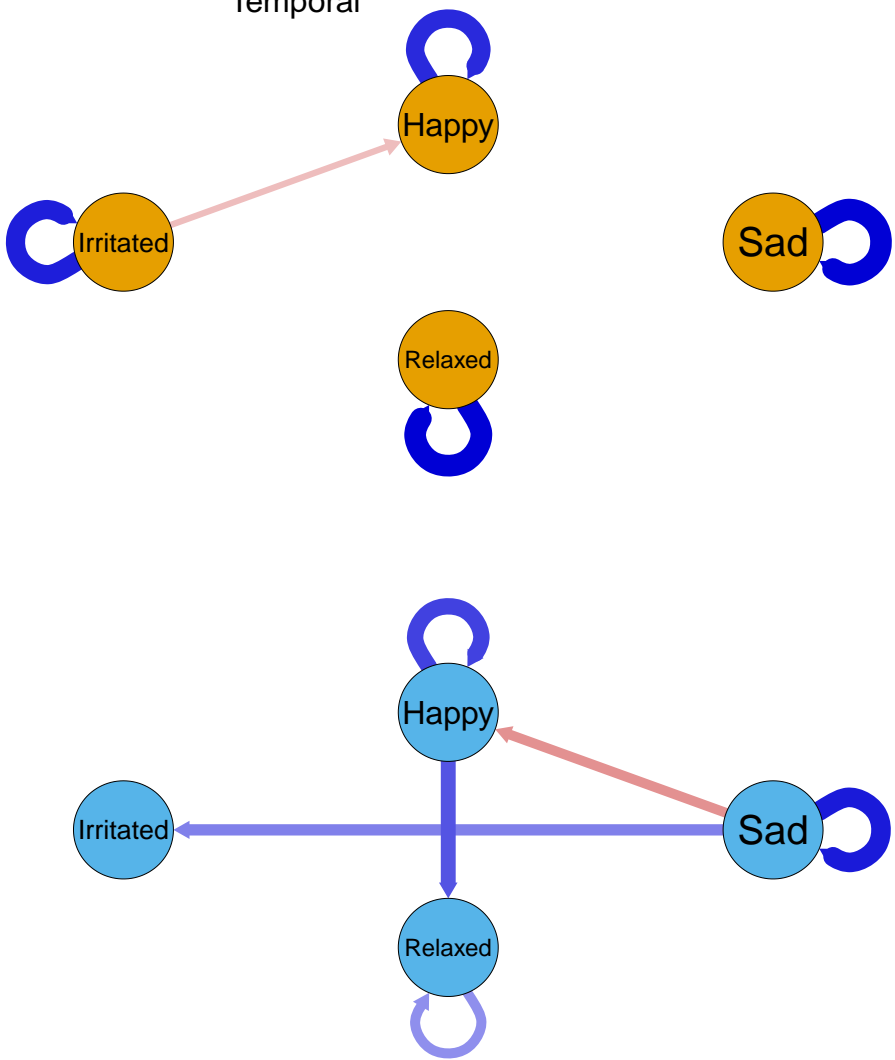 Temporal
Happy
Irritated
Sad
Relaxed
Happy
Irritated
Sad
Relaxed